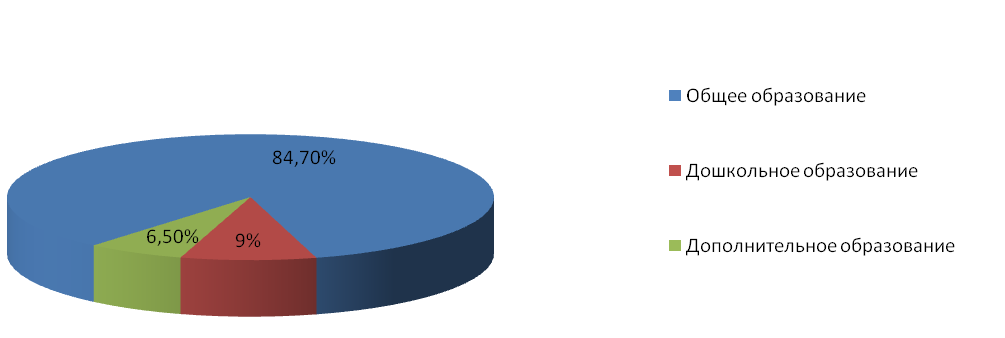 84,70%
6,50%
9%
Общее образование
Дошкольное образование
Дополнительное образование